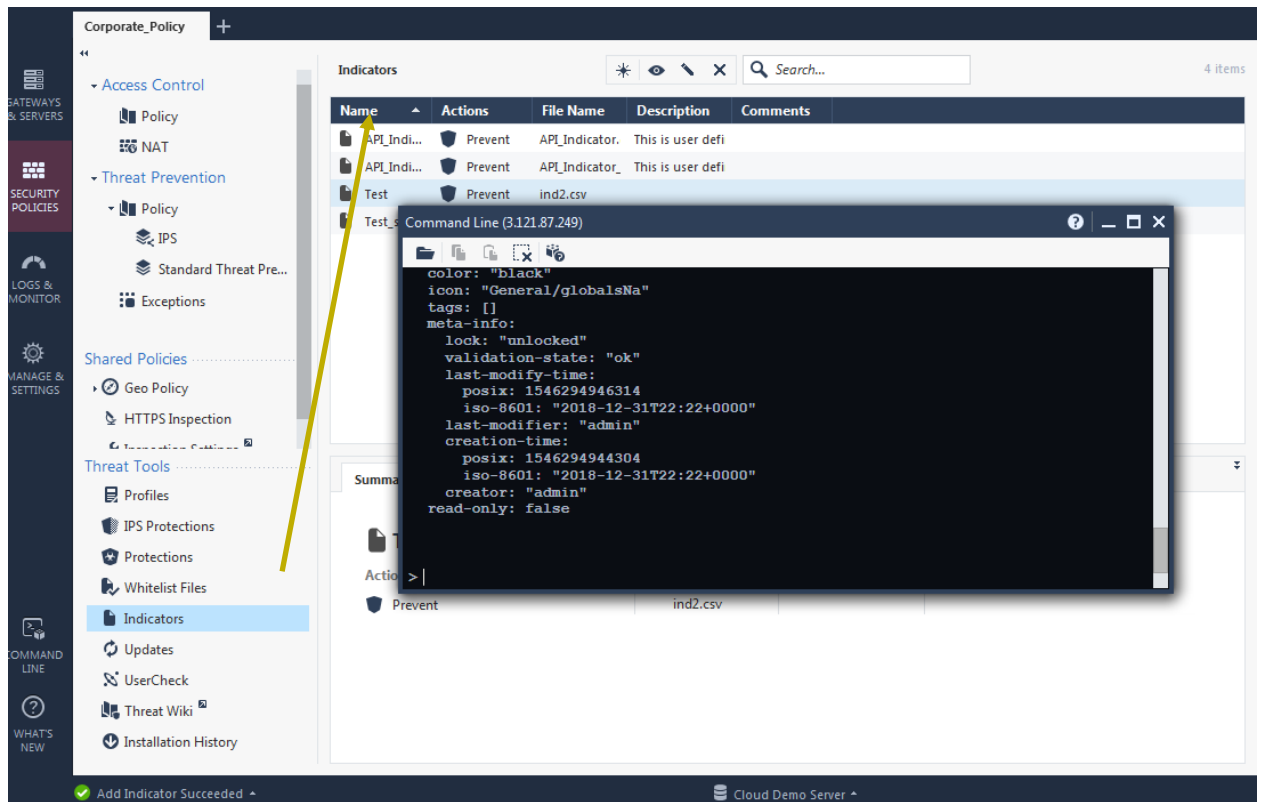 Corporate_Policy
GATEWAYS
& SERVERS
SECURITY
POLICIES
LOGS &
MONITOR
MANAGE &
SETTINGS
COMMAND
LINE
WHAT'S
NEW
Access Control
Policy
NAT
Threat Prevention
Policy
IPS
Standard Threat Pre...
Exceptions
Shared Policies
Geo Policy
HTTPS Inspection
Inspection Settings
Threat Tools
Profiles
IPS Protections
Protections
Whitelist Files
Indicators
Updates
UserCheck
Threat Wiki
Installation History
Indicators
Search...
4 items
Name Actions File Name Description Comments
API_Indi... Prevent API_Indicator. This is user defi
API_Indi... Prevent API_Indicator_ This is user defi
Test Prevent ind2.csv
Test_s
Command Line (3.121.87.249)
color: "black"
icon: "General/globalsNa"
tags: []
meta-info:
lock: "unlocked"
validation-state: "ok"
last-modify-time:
posix: 1546294946314
iso-8601: "2018-12-31T22:22+0000"
last-modifier: "admin"
creation-time:
posix: 1546294944304
iso-8601: "2018-12-31T22:22+0000"
creator: "admin"
read-only: false
>
Summa
T
Actio
Prevent ind2.csv
Add Indicator Succeeded
Cloud Demo Server